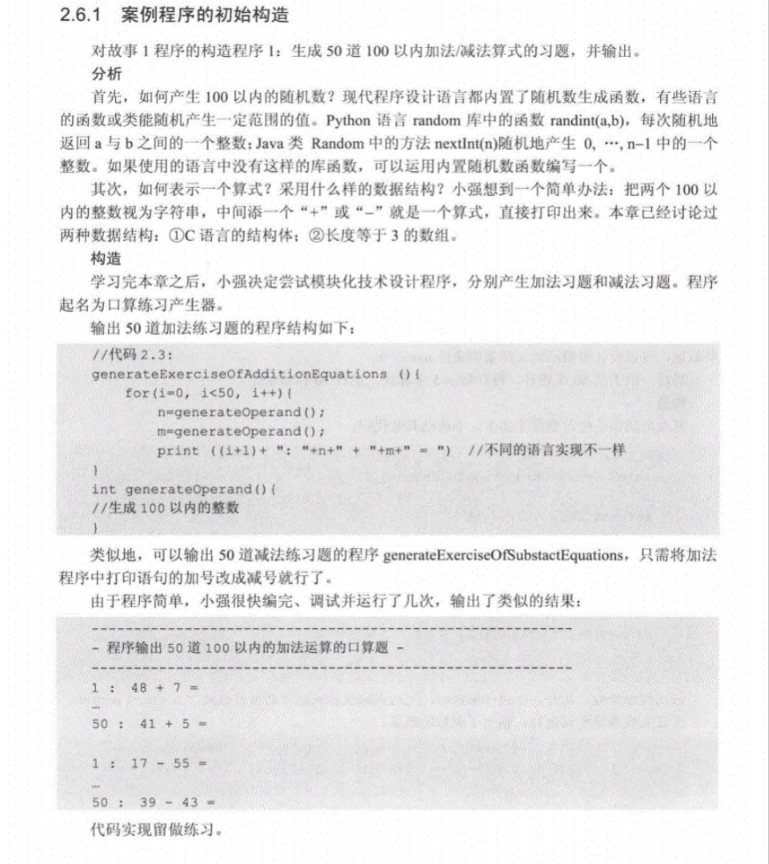 2.6.1 案例程序的初始构造
对故事 1 程序的构造程序 1：生成 50 道 100 以内加法/减法算式的习题，并输出。
分析
首先，如何产生 100 以内的随机数？现代程序设计语言都内置了随机数生成函数，有些语言
的函数或类能随机产生一定范围的值。Python 语言 random 库中的函数 randint(a,b)，每次随机地
返回 a 与 b 之间的一个整数；Java 类 Random 中的方法 nextInt(n)随机地产生 0, …, n−1 中的一个
整数。如果使用的语言中没有这样的库函数，可以运用内置随机数函数编写一个。
其次，如何表示一个算式？采用什么样的数据结构？小强想到一个简单办法：把两个 100 以
内的整数视为字符串，中间添一个“+”或“−”就是一个算式，直接打印出来。本章已经讨论过
两种数据结构：①C 语言的结构体；②长度等于 3 的数组。
构造
学习完本章之后，小强决定尝试模块化技术设计程序，分别产生加法习题和减法习题。程序
起名为口算练习产生器。
输出 50 道加法练习题的程序结构如下：
//代码 2.3:
generateExerciseOfAdditionEquations (){
for(i=0, i<50, i++){
n=generateOperand();
m=generateOperand();
print ((i+1)+ ": "+n+" + "+m+" = ") //不同的语言实现不一样
}
int generateOperand(){
//生成 100 以内的整数
}
类似地，可以输出 50 道减法练习题的程序 generateExerciseOfSubstactEquations，只需将加法
程序中打印语句的加号改成减号就行了。
由于程序简单，小强很快编完、调试并运行了几次，输出了类似的结果：
- 程序输出 50 道 100 以内的加法运算的口算题 -
1 : 48 + 7 =
…
50 : 41 + 5 =
1 : 17 - 55 =
…
50 : 39 - 43 =
代码实现留做练习。